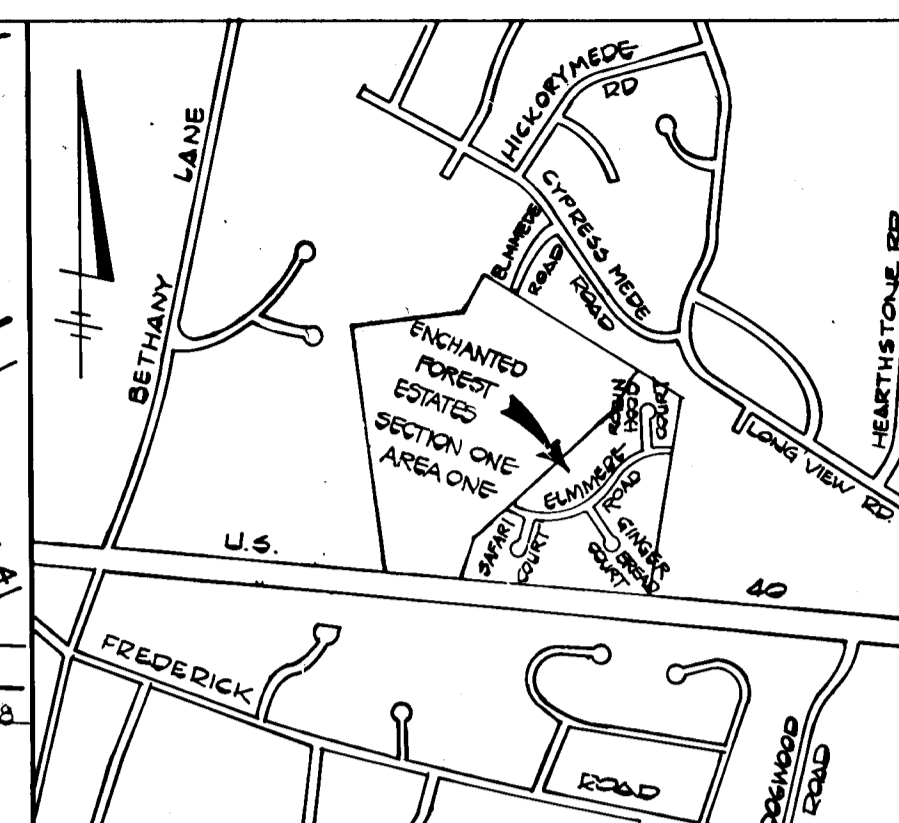 HICKORYMEDE
RD
LANE
BETHANY
CYPRESS MEDE
ROAD
ELMMEDE
ROAD
HEARTHSTONE RD
ENCHANTED
FOREST
ESTATES
SECTION ONE
AREA ONE
ROBIN
HOOD
COURT
LONG VIEW RD.
ELMMEDE
ROAD
SAFARI
COURT
GINGER
BREAD
COURT
U.S.
40
FREDERICK
ROAD
DOGWOOD
ROAD
8